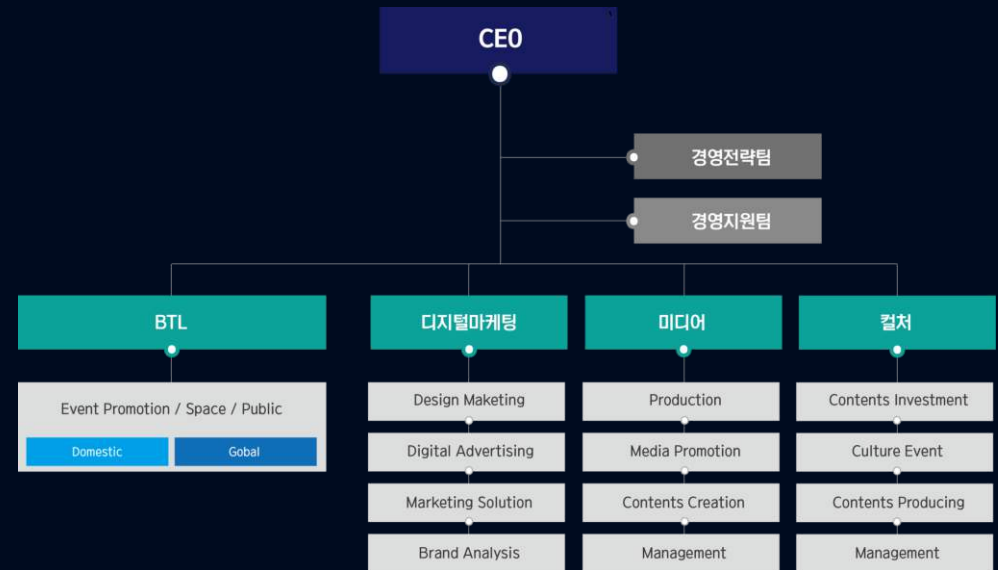 CEO
경영전략팀
경영지원팀
BTL
디지털마케팅
미디어
컬처
Event Promotion / Space / Public
Domestic
Gobal
Design Maketing
Digital Advertising
Marketing Solution
Brand Analysis
Production
Media Promotion
Contents Creation
Management
Contents Investment
Culture Event
Contents Producing
Management